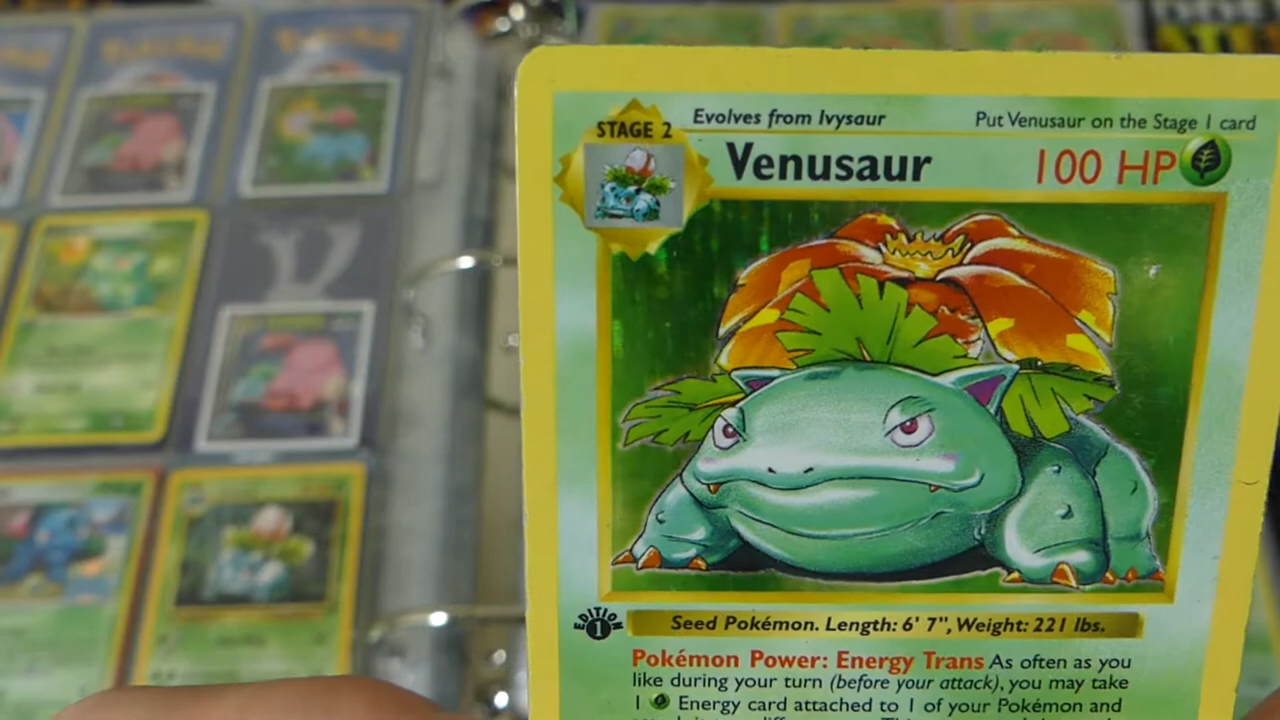 Evolves from Ivysaur
Put Venusaur on the Stage 1 card
STAGE 2
Venusaur
100 HP
EDITION
1
Seed Pokémon. Length: 6' 7", Weight: 221 lbs.
Pokémon Power: Energy Trans As often as you
like during your turn (before your attack), you may take
1 Energy card attached to 1 of your Pokémon and